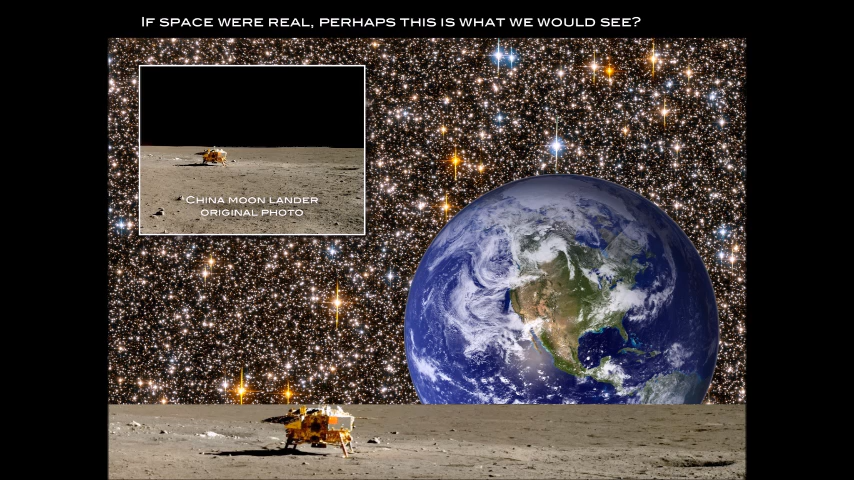 If space were real, perhaps this is what we would see?
*China moon lander
original photo